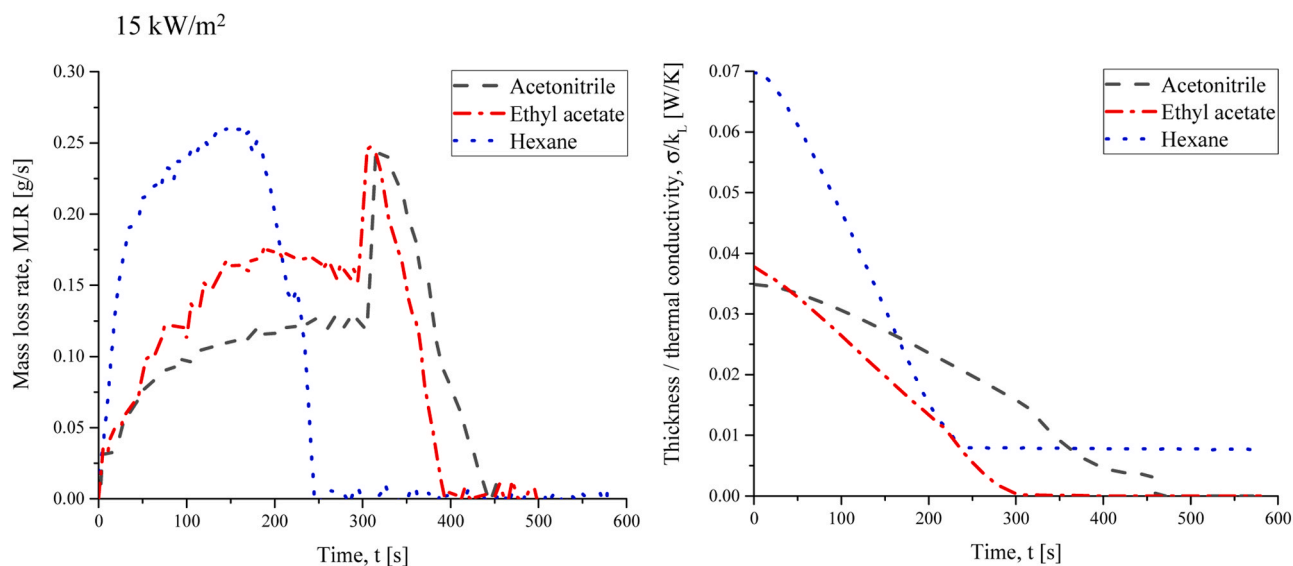 15 kW/m²
Mass loss rate, MLR [g/s]
0.30
0.25
0.20
0.15
0.10
0.05
0.00
Acetonitrile
Ethyl acetate
Hexane
0 100 200 300 400 500 600
Time, t [s]
Thickness / thermal conductivity, σ/k_L [W/K]
0.07
0.06
0.05
0.04
0.03
0.02
0.01
0.00
Acetonitrile
Ethyl acetate
Hexane
0 100 200 300 400 500 600
Time, t [s]